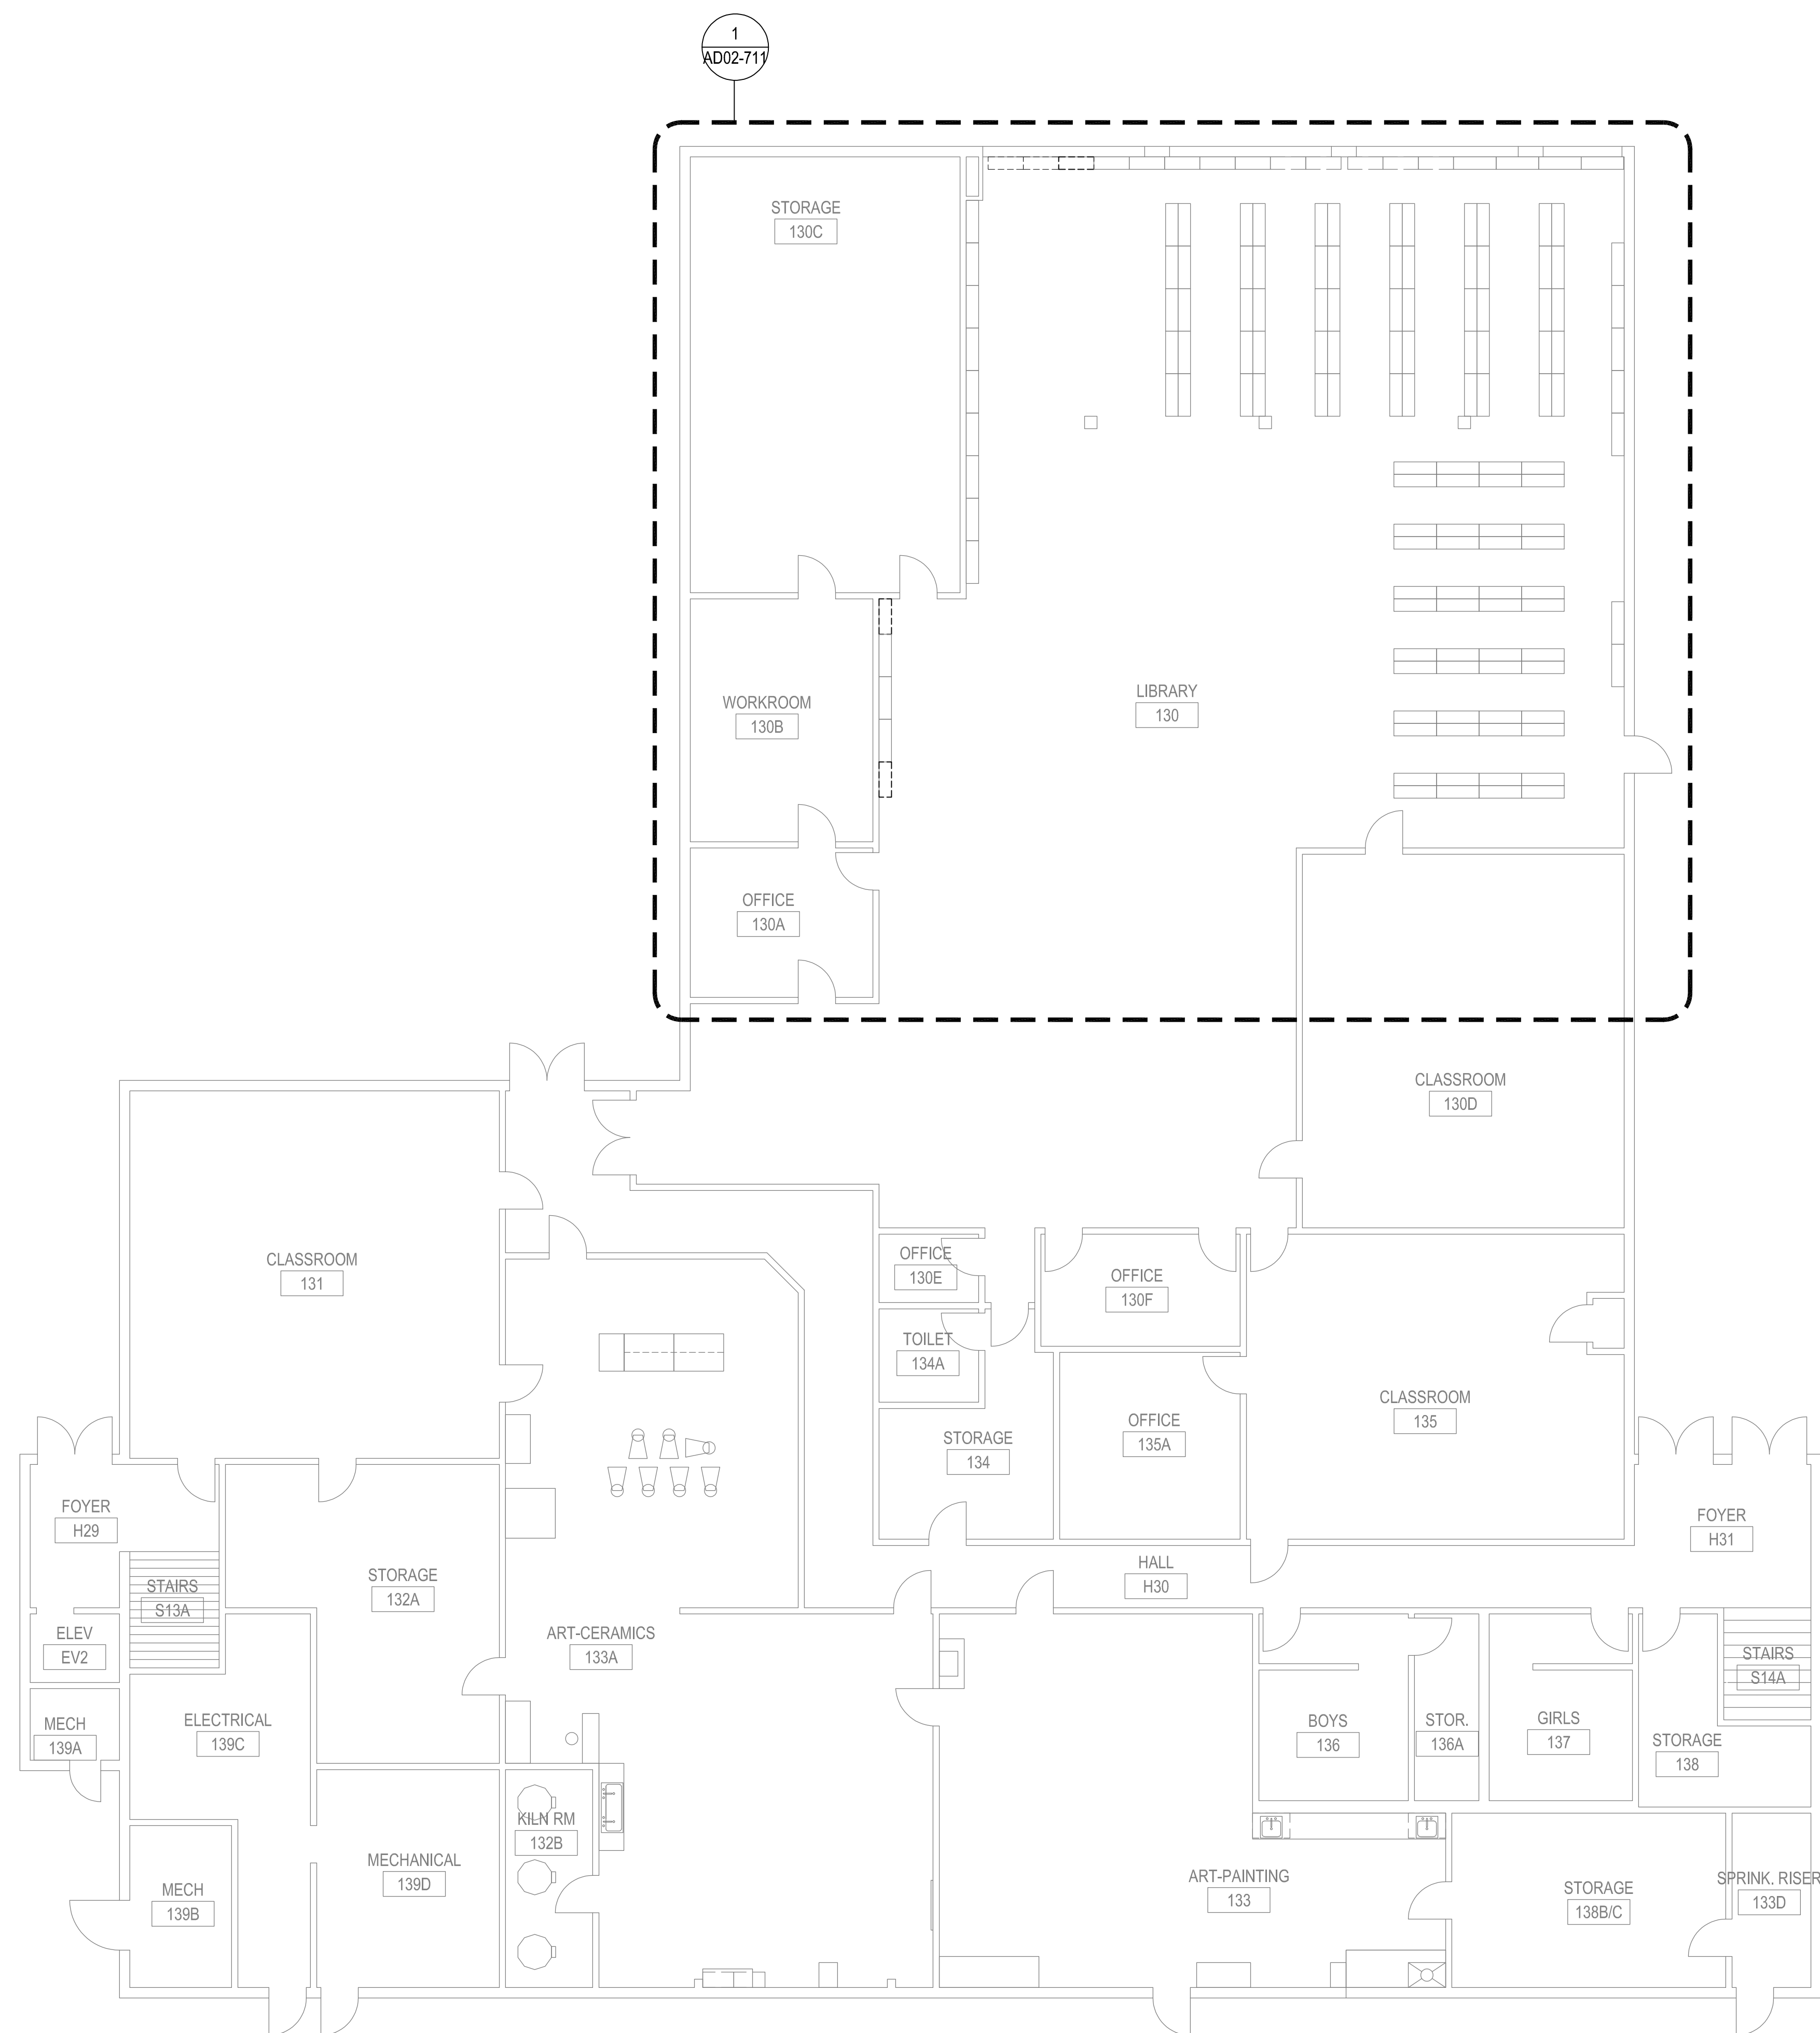 1
AD02-711
STORAGE
130C
WORKROOM
130B
LIBRARY
130
OFFICE
130A
CLASSROOM
130D
CLASSROOM
131
OFFICE
130E
OFFICE
130F
TOILET
134A
CLASSROOM
135
OFFICE
135A
STORAGE
134
FOYER
H29
FOYER
H31
HALL
H30
STAIRS
S13A
STORAGE
132A
ELEV
EV2
ART-CERAMICS
133A
STAIRS
S14A
MECH
139A
ELECTRICAL
139C
BOYS
136
STOR.
136A
GIRLS
137
STORAGE
138
KILN RM
132B
MECHANICAL
139D
MECH
139B
ART-PAINTING
133
STORAGE
138B/C
SPRINK. RISER
133D